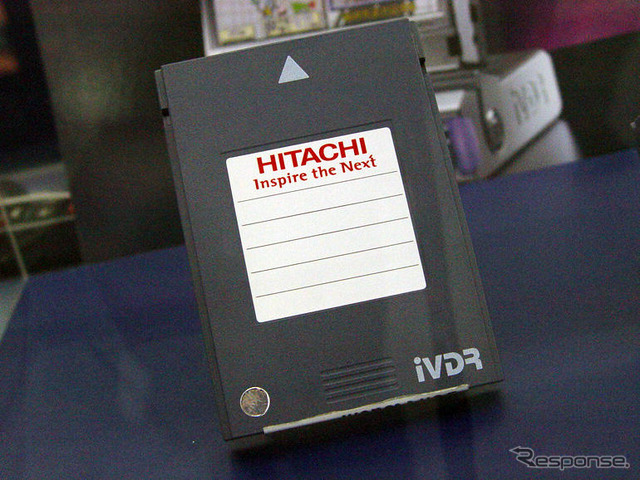 HITACHI
Inspire the Next
iVDR
Response.